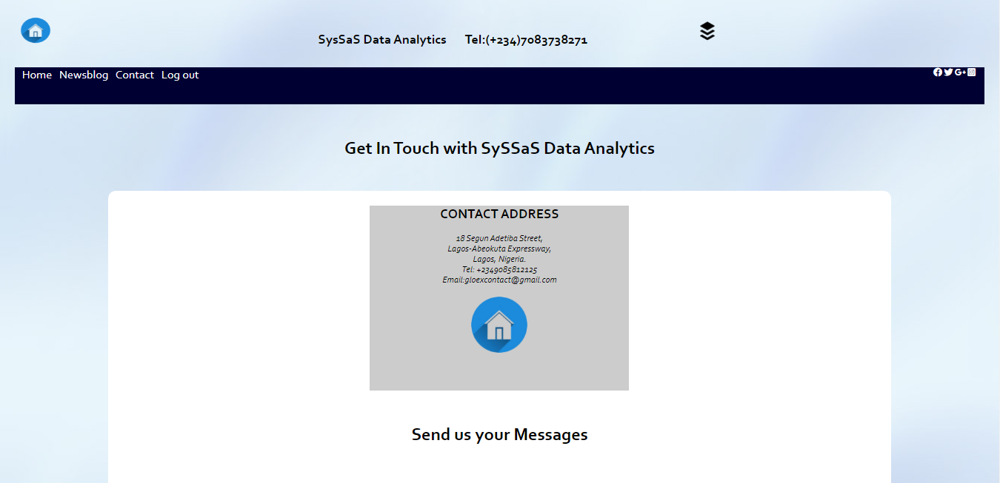 SysSaS Data Analytics Tel:(+234)7083738271
Home Newsblog Contact Log out
Get In Touch with SySSaS Data Analytics
CONTACT ADDRESS
18 Segun Adetiba Street,
Lagos-Abeokuta Expressway,
Lagos, Nigeria.
Tel: +2349085812125
Email:gloexcontact@gmail.com
Send us your Messages